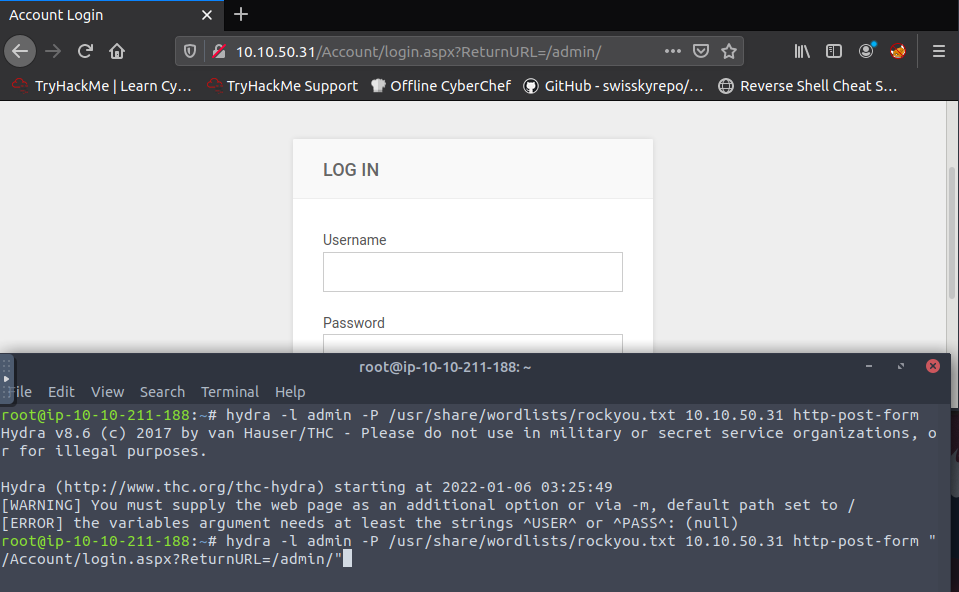 Account Login
10.10.50.31/Account/login.aspx?ReturnURL=/admin/
TryHackMe | Learn Cy… TryHackMe Support Offline CyberChef GitHub - swisskyrepo/… Reverse Shell Cheat S…
LOG IN
Username
Password
root@ip-10-10-211-188: ~
File Edit View Search Terminal Help
root@ip-10-10-211-188:~# hydra -l admin -P /usr/share/wordlists/rockyou.txt 10.10.50.31 http-post-form
Hydra v8.6 (c) 2017 by van Hauser/THC - Please do not use in military or secret service organizations, o
r for illegal purposes.
Hydra (http://www.thc.org/thc-hydra) starting at 2022-01-06 03:25:49
[WARNING] You must supply the web page as an additional option or via -m, default path set to /
[ERROR] the variables argument needs at least the strings ^USER^ or ^PASS^: (null)
root@ip-10-10-211-188:~# hydra -l admin -P /usr/share/wordlists/rockyou.txt 10.10.50.31 http-post-form "
/Account/login.aspx?ReturnURL=/admin/"